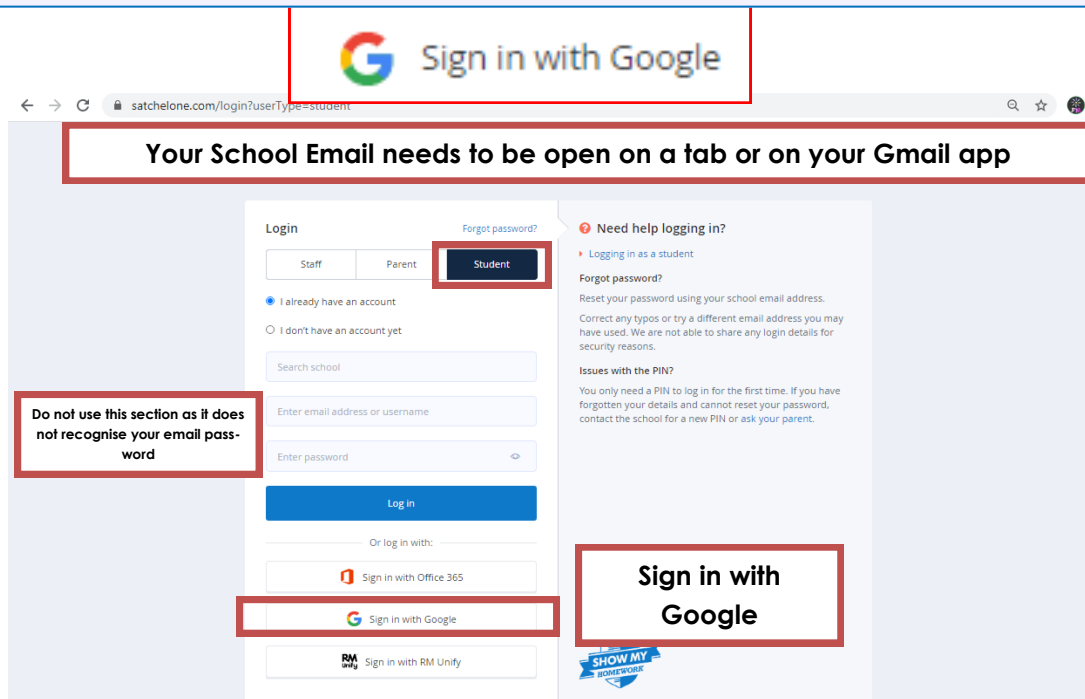 Sign in with Google
satchelone.com/login?userType=student
Your School Email needs to be open on a tab or on your Gmail app
Login
Forgot password?
Staff
Parent
Student
I already have an account
I don't have an account yet
Search school
Enter email address or username
Enter password
Log in
Or log in with:
Sign in with Office 365
Sign in with Google
RM
Unify
Sign in with RM Unify
Do not use this section as it does
not recognise your email pass-
word
Need help logging in?
Logging in as a student
Forgot password?
Reset your password using your school email address.
Correct any typos or try a different email address you may
have used. We are not able to share any login details for
security reasons.
Issues with the PIN?
You only need a PIN to log in for the first time. If you have
forgotten your details and cannot reset your password,
contact the school for a new PIN or ask your parent.
Sign in with
Google
SHOW MY
HOMEWORK